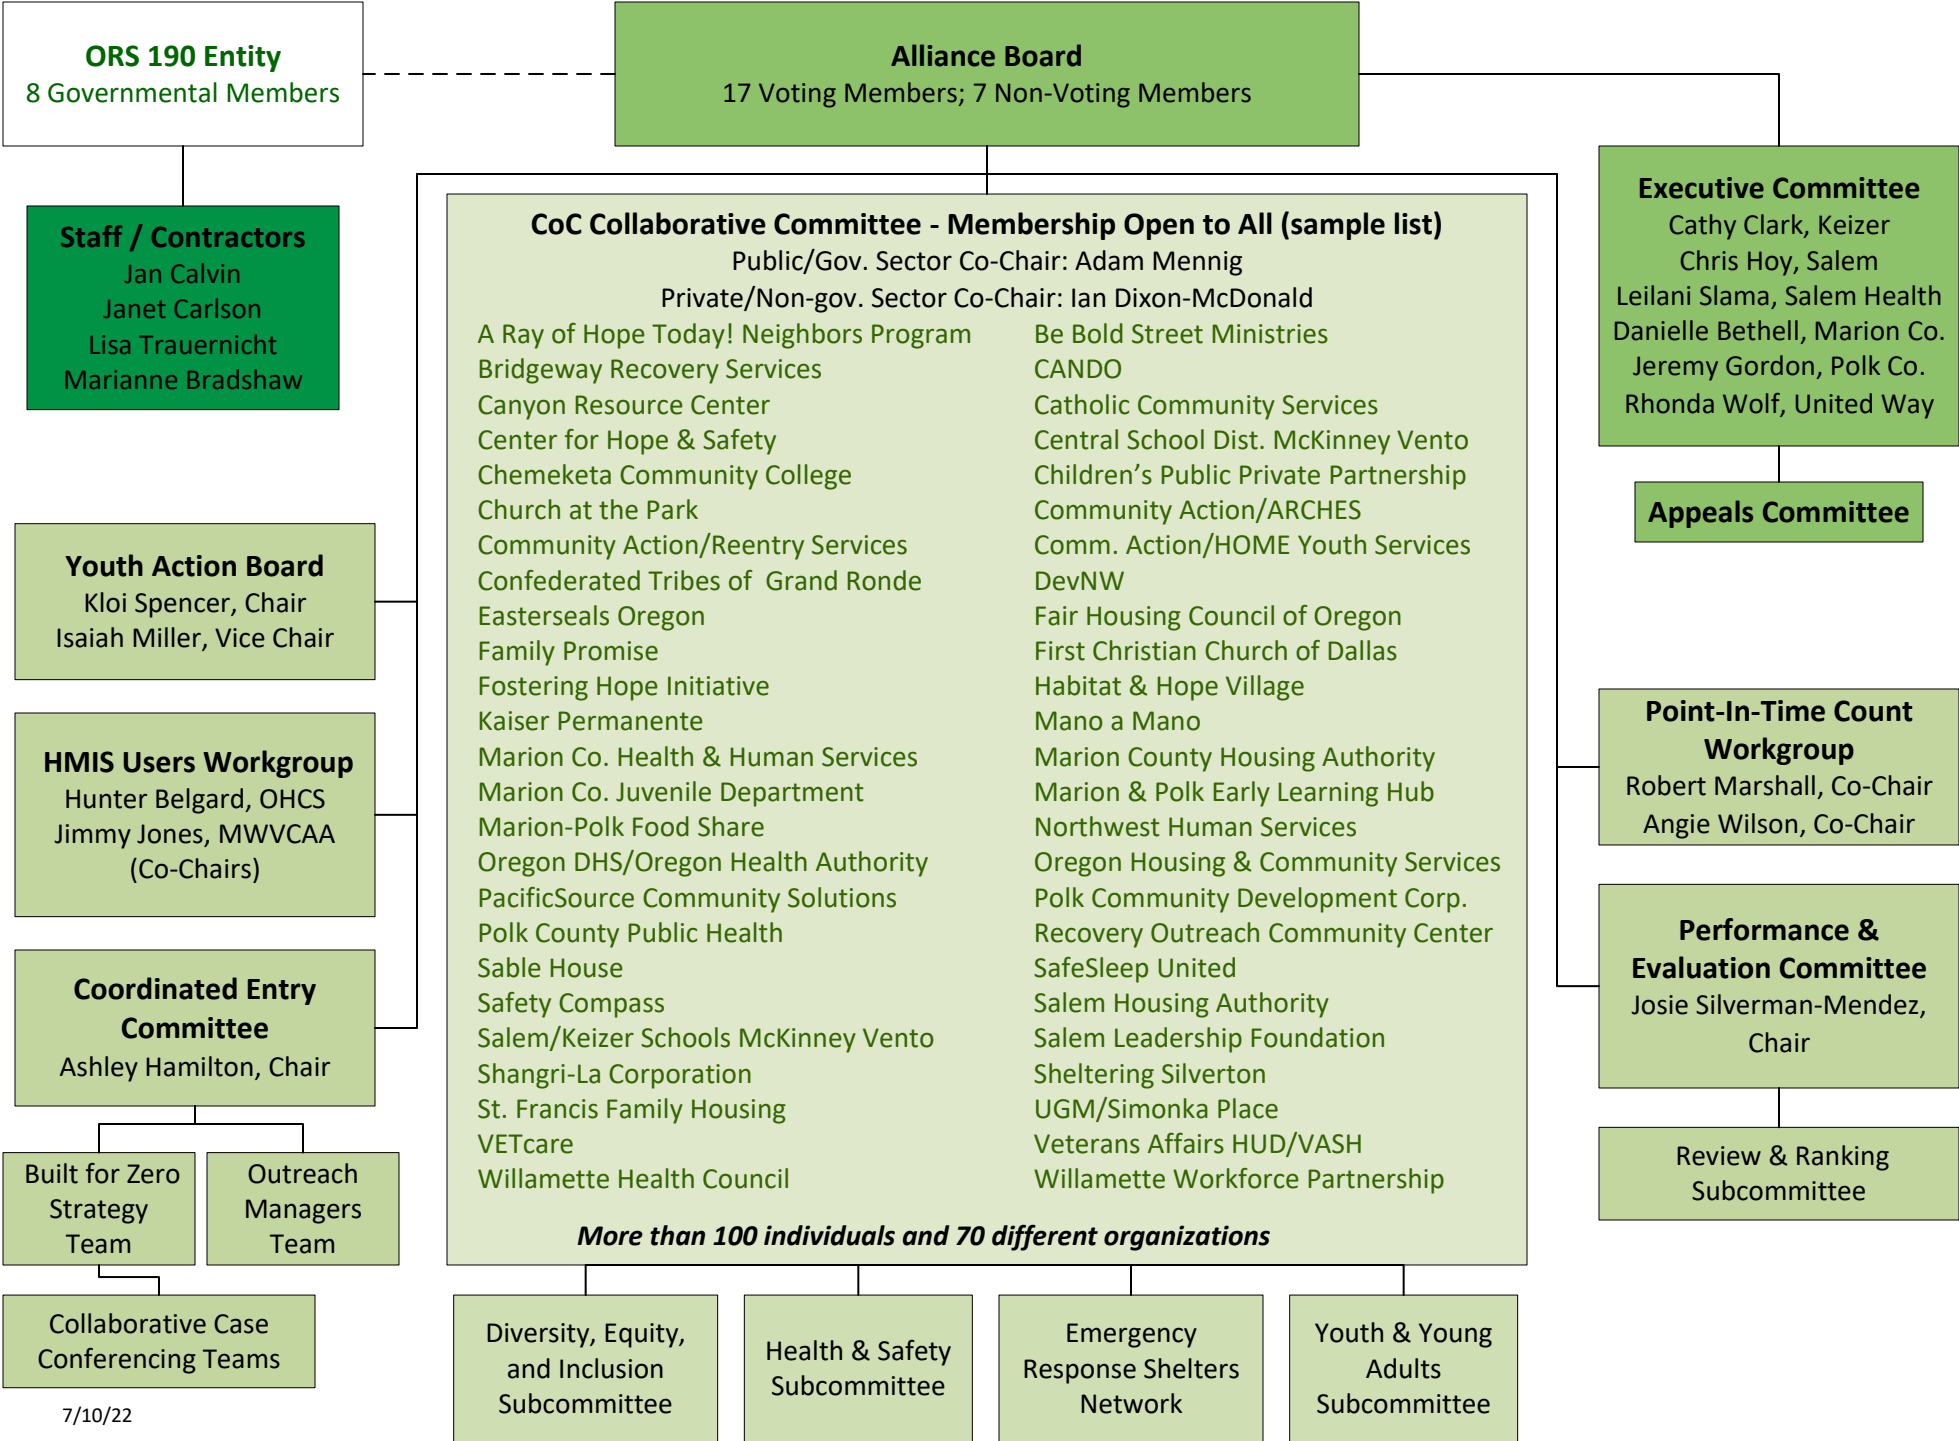 ORS 190 Entity
8 Governmental Members
Alliance Board
17 Voting Members; 7 Non-Voting Members
Staff / Contractors
Jan Calvin
Janet Carlson
Lisa Trauernicht
Marianne Bradshaw
Executive Committee
Cathy Clark, Keizer
Chris Hoy, Salem
Leilani Slama, Salem Health
Danielle Bethell, Marion Co.
Jeremy Gordon, Polk Co.
Rhonda Wolf, United Way
Appeals Committee
CoC Collaborative Committee - Membership Open to All (sample list)
Public/Gov. Sector Co-Chair: Adam Mennig
Private/Non-gov. Sector Co-Chair: Ian Dixon-McDonald
A Ray of Hope Today! Neighbors Program
Bridgeway Recovery Services
Canyon Resource Center
Center for Hope & Safety
Chemeketa Community College
Church at the Park
Community Action/Reentry Services
Confederated Tribes of Grand Ronde
Easterseals Oregon
Family Promise
Fostering Hope Initiative
Kaiser Permanente
Marion Co. Health & Human Services
Marion Co. Juvenile Department
Marion-Polk Food Share
Oregon DHS/Oregon Health Authority
PacificSource Community Solutions
Polk County Public Health
Sable House
Safety Compass
Salem/Keizer Schools McKinney Vento
Shangri-La Corporation
St. Francis Family Housing
VETcare
Willamette Health Council
Be Bold Street Ministries
CANDO
Catholic Community Services
Central School Dist. McKinney Vento
Children’s Public Private Partnership
Community Action/ARCHES
Comm. Action/HOME Youth Services
DevNW
Fair Housing Council of Oregon
First Christian Church of Dallas
Habitat & Hope Village
Mano a Mano
Marion County Housing Authority
Marion & Polk Early Learning Hub
Northwest Human Services
Oregon Housing & Community Services
Polk Community Development Corp.
Recovery Outreach Community Center
SafeSleep United
Salem Housing Authority
Salem Leadership Foundation
Sheltering Silverton
UGM/Simonka Place
Veterans Affairs HUD/VASH
Willamette Workforce Partnership
More than 100 individuals and 70 different organizations
Youth Action Board
Kloi Spencer, Chair
Isaiah Miller, Vice Chair
HMIS Users Workgroup
Hunter Belgard, OHCS
Jimmy Jones, MWVCAA
(Co-Chairs)
Coordinated Entry
Committee
Ashley Hamilton, Chair
Built for Zero
Strategy
Team
Outreach
Managers
Team
Collaborative Case
Conferencing Teams
Point-In-Time Count
Workgroup
Robert Marshall, Co-Chair
Angie Wilson, Co-Chair
Performance &
Evaluation Committee
Josie Silverman-Mendez,
Chair
Review & Ranking
Subcommittee
Diversity, Equity,
and Inclusion
Subcommittee
Health & Safety
Subcommittee
Emergency
Response Shelters
Network
Youth & Young
Adults
Subcommittee
7/10/22